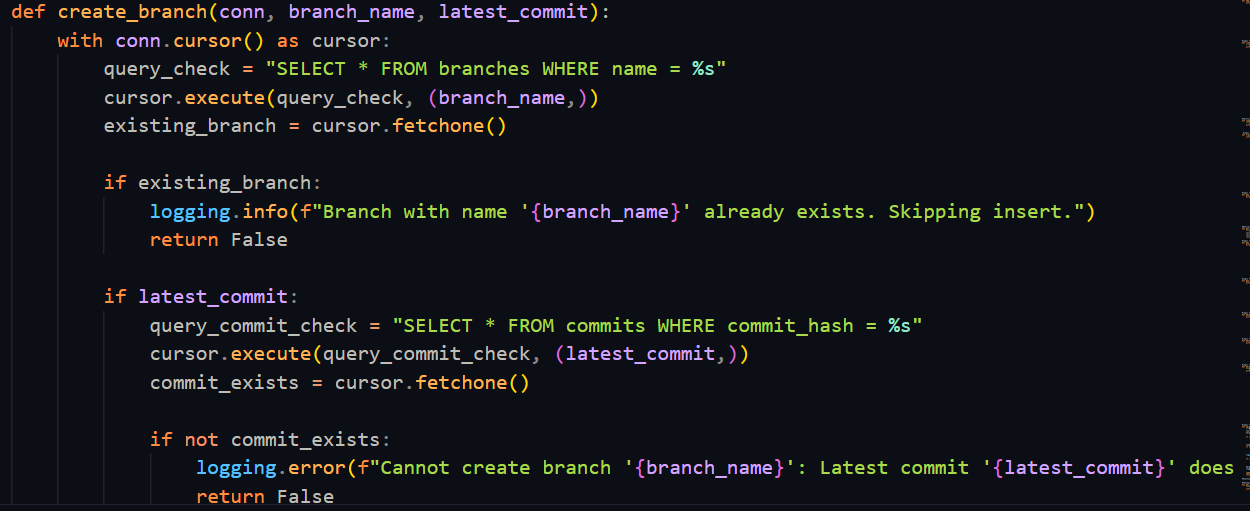 def create_branch(conn, branch_name, latest_commit):
    with conn.cursor() as cursor:
        query_check = "SELECT * FROM branches WHERE name = %s"
        cursor.execute(query_check, (branch_name,))
        existing_branch = cursor.fetchone()

        if existing_branch:
            logging.info(f"Branch with name '{branch_name}' already exists. Skipping insert.")
            return False

        if latest_commit:
            query_commit_check = "SELECT * FROM commits WHERE commit_hash = %s"
            cursor.execute(query_commit_check, (latest_commit,))
            commit_exists = cursor.fetchone()

            if not commit_exists:
                logging.error(f"Cannot create branch '{branch_name}': Latest commit '{latest_commit}' does
                return False